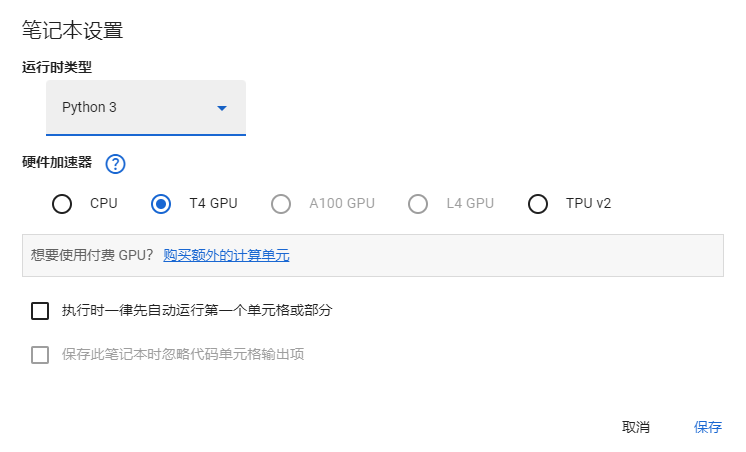 笔记本设置
运行时类型
Python 3
硬件加速器 ?
CPU T4 GPU A100 GPU L4 GPU TPU v2
想要使用付费 GPU？ 购买额外的计算单元
执行时一律先自动运行第一个单元格或部分
保存此笔记本时忽略代码单元格输出项
取消 保存